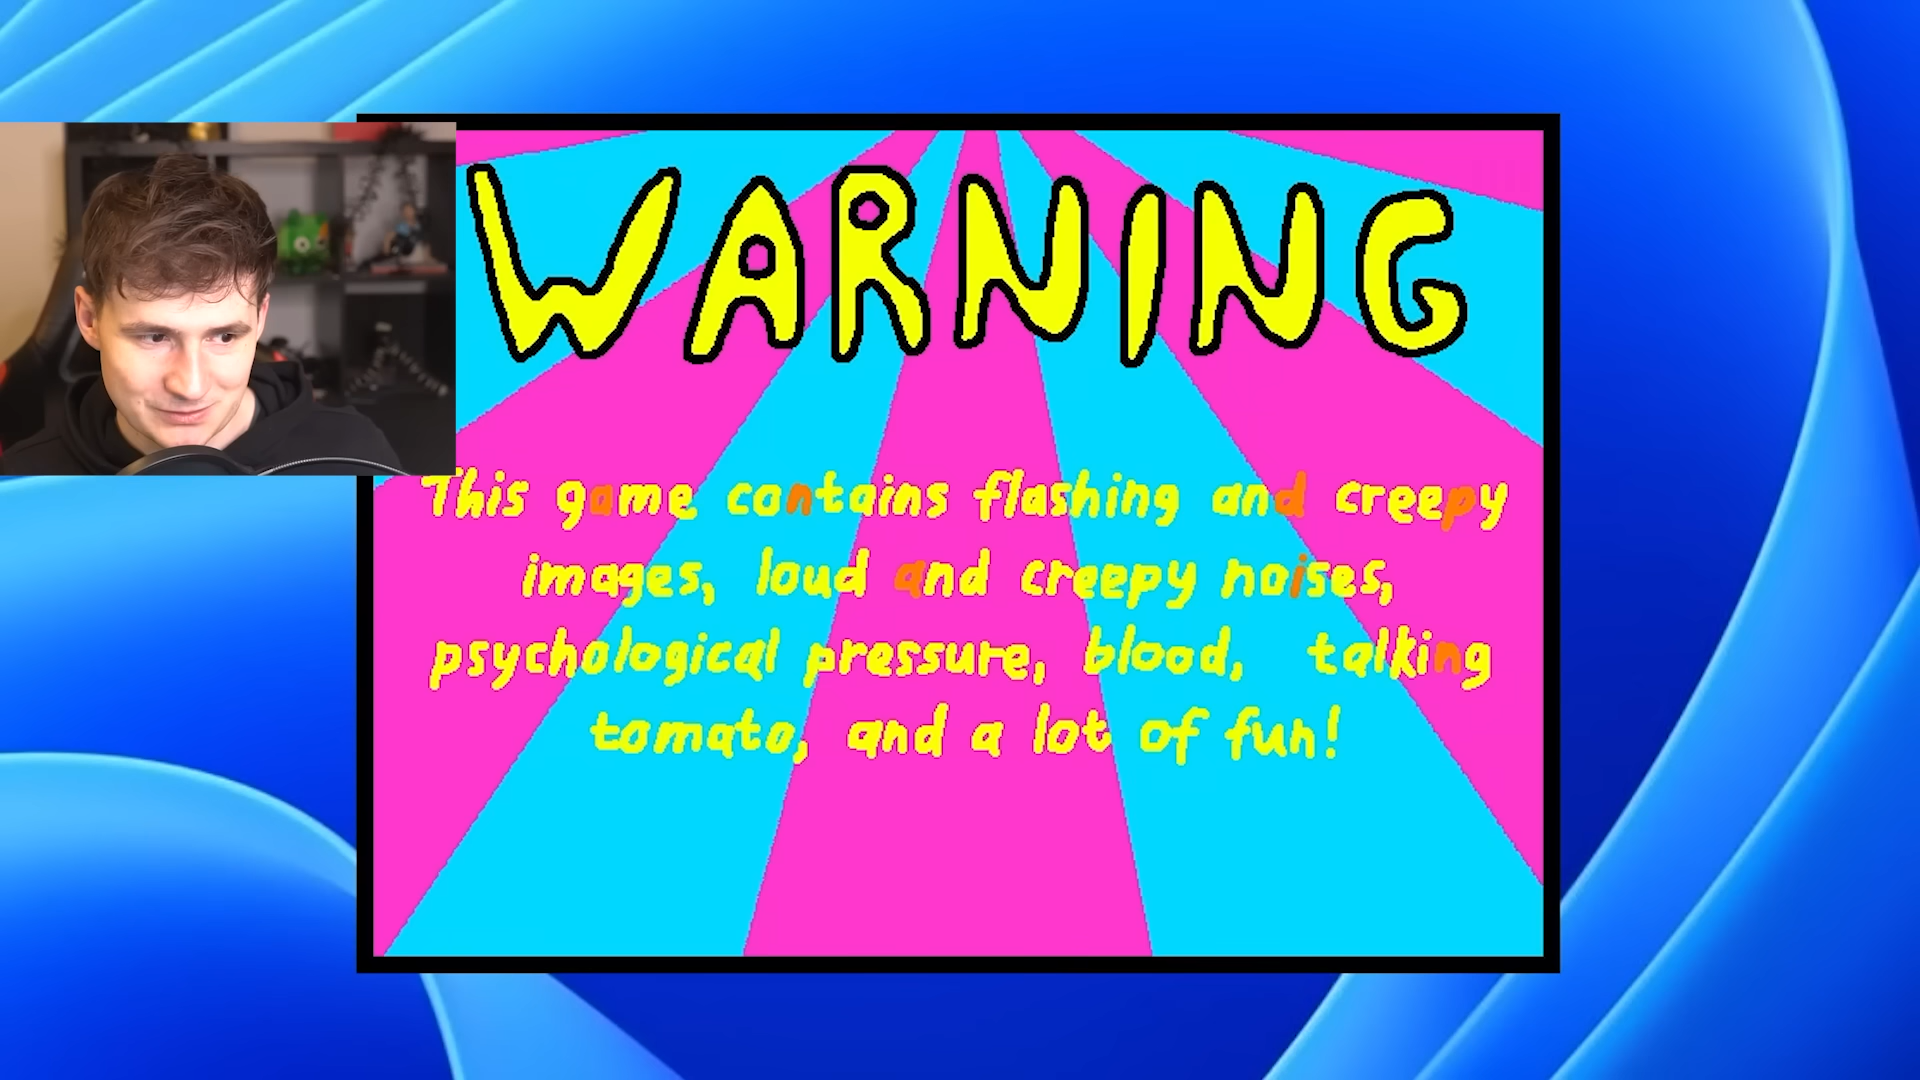 WARNING
This game contains flashing and creepy
images, loud and creepy noises,
psychological pressure, blood, talking
tomato, and a lot of fun!